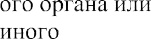 ого органа или
иного